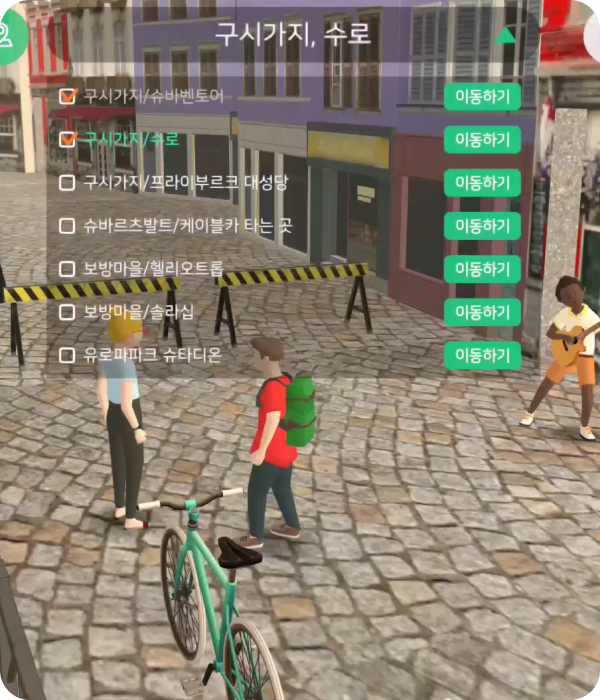 구시가지, 수로
구시가지/슈바벤토어 이동하기
구시가지/수로 이동하기
구시가지/프라이부르크 대성당 이동하기
슈바르츠발트/케이블카 타는 곳 이동하기
보방마을/헬리오트롭 이동하기
보방마을/솔라십 이동하기
유로파파크 슈타디온 이동하기